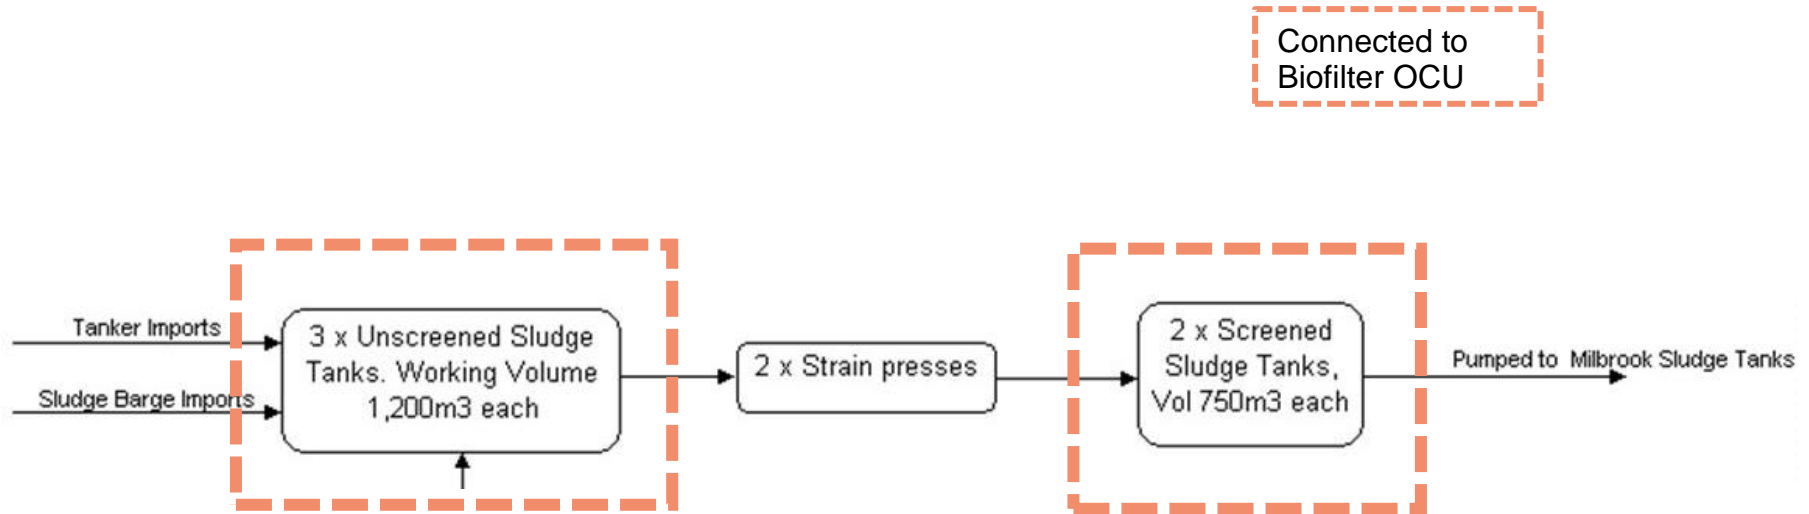 Connected to
Biofilter OCU
Tanker Imports
Sludge Barge Imports
3 x Unscreened Sludge
Tanks. Working Volume
1,200m3 each
2 x Strain presses
2 x Screened
Sludge Tanks,
Vol 750m3 each
Pumped to Milbrook Sludge Tanks